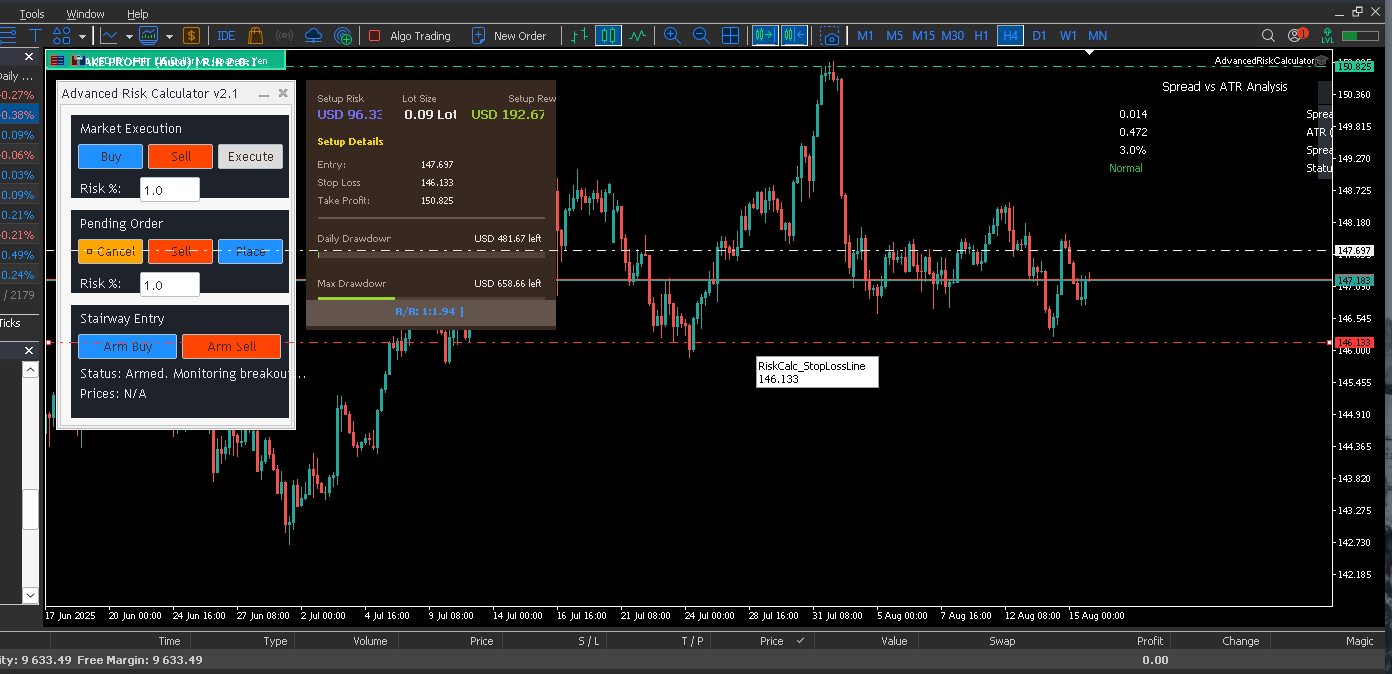 Tools Window Help
IDE Algo Trading New Order M1 M5 M15 M30 H1 H4 D1 W1 MN 1 LVL
Daily ...
-0.27%
-0.38%
0.09%
-0.06%
0.03%
0.09%
0.21%
-0.21%
0.49%
0.24%
/ 2179
Ticks
TAKE PROFIT (Auto) | R:R 2.0:1
Advanced Risk Calculator v2.1
Market Execution
Buy Sell Execute
Risk %: 1.0
Pending Order
Cancel Sell Place
Risk %: 1.0
Stairway Entry
Arm Buy Arm Sell
Status: Armed. Monitoring breakout...
Prices: N/A
Setup Risk Lot Size Setup Rew
USD 96.33 0.09 Lot USD 192.67
Setup Details
Entry: 147.697
Stop Loss 146.133
Take Profit: 150.825
Daily Drawdown USD 481.67 left
Max Drawdown USD 658.66 left
R/R: 1:1.94 |
RiskCalc_StopLossLine
146.133
AdvancedRiskCalculator
Spread vs ATR Analysis
0.014 Sprea
0.472 ATR (
3.0% Sprea
Normal Statu
150.825
150.360
149.815
149.270
148.725
148.180
147.697
147.183
147.090
146.545
146.133
146.000
145.455
144.910
144.365
143.820
143.275
142.730
142.185
17 Jun 2025 20 Jun 00:00 24 Jun 16:00 27 Jun 08:00 2 Jul 00:00 4 Jul 16:00 9 Jul 08:00 14 Jul 00:00 16 Jul 16:00 21 Jul 08:00 24 Jul 00:00 28 Jul 16:00 31 Jul 08:00 5 Aug 00:00 7 Aug 16:00 12 Aug 08:00 15 Aug 00:00
Time Type Volume Price S / L T / P Price Value Swap Profit Change Magic
ity: 9 633.49 Free Margin: 9 633.49 0.00